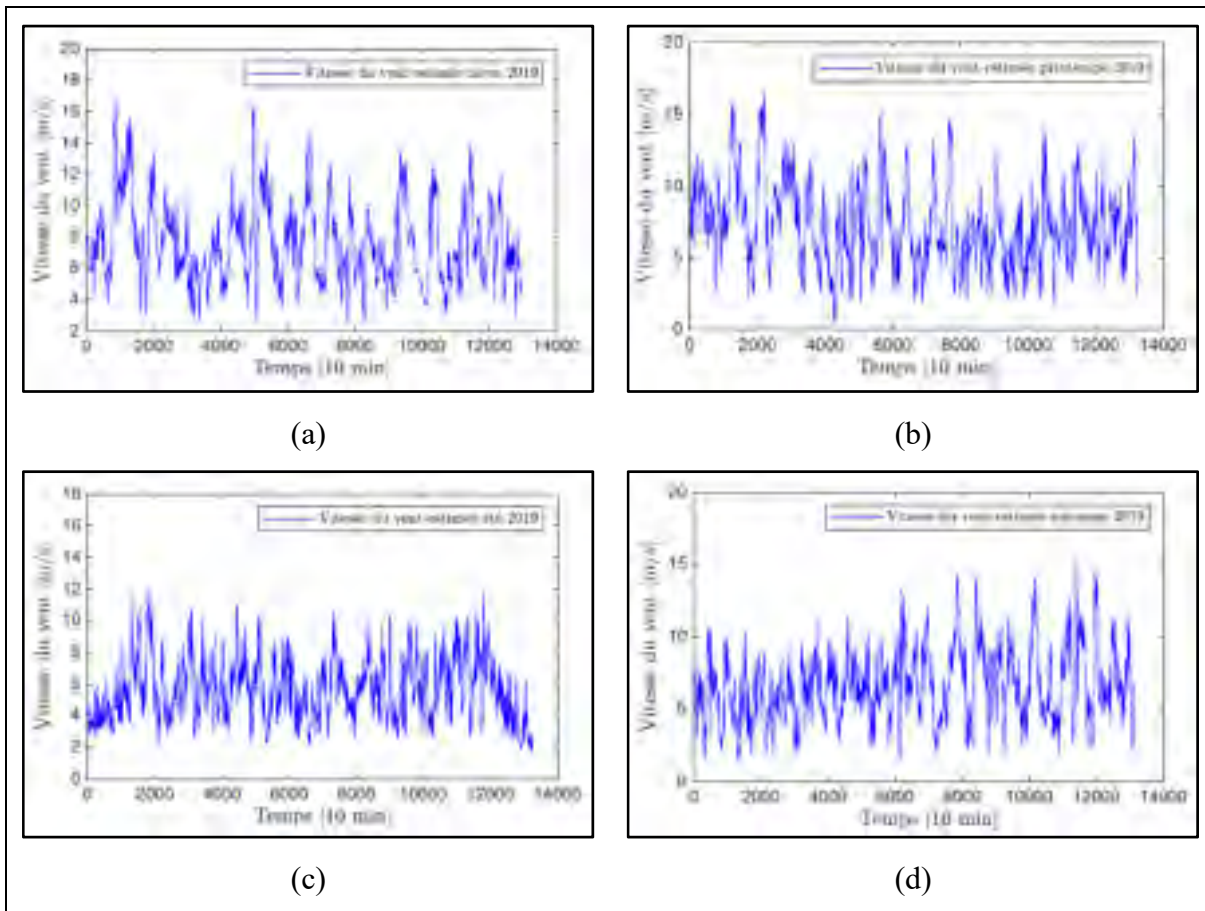 20
18
16
14
12
10
8
6
4
2
Vitesse du vent [m/s]
Vitesse du vent estimée hiver 2019
0 2000 4000 6000 8000 10000 12000 14000
Temps [10 min]
(a)
20
15
10
5
0
Vitesse du vent [m/s]
Vitesse du vent estimée printemps 2019
0 2000 4000 6000 8000 10000 12000 14000
Temps [10 min]
(b)
18
16
14
12
10
8
6
4
2
0
Vitesse du vent [m/s]
Vitesse du vent estimée été 2019
0 2000 4000 6000 8000 10000 12000 14000
Temps [10 min]
(c)
20
15
10
5
0
Vitesse du vent [m/s]
Vitesse du vent estimée automne 2019
0 2000 4000 6000 8000 10000 12000 14000
Temps [10 min]
(d)